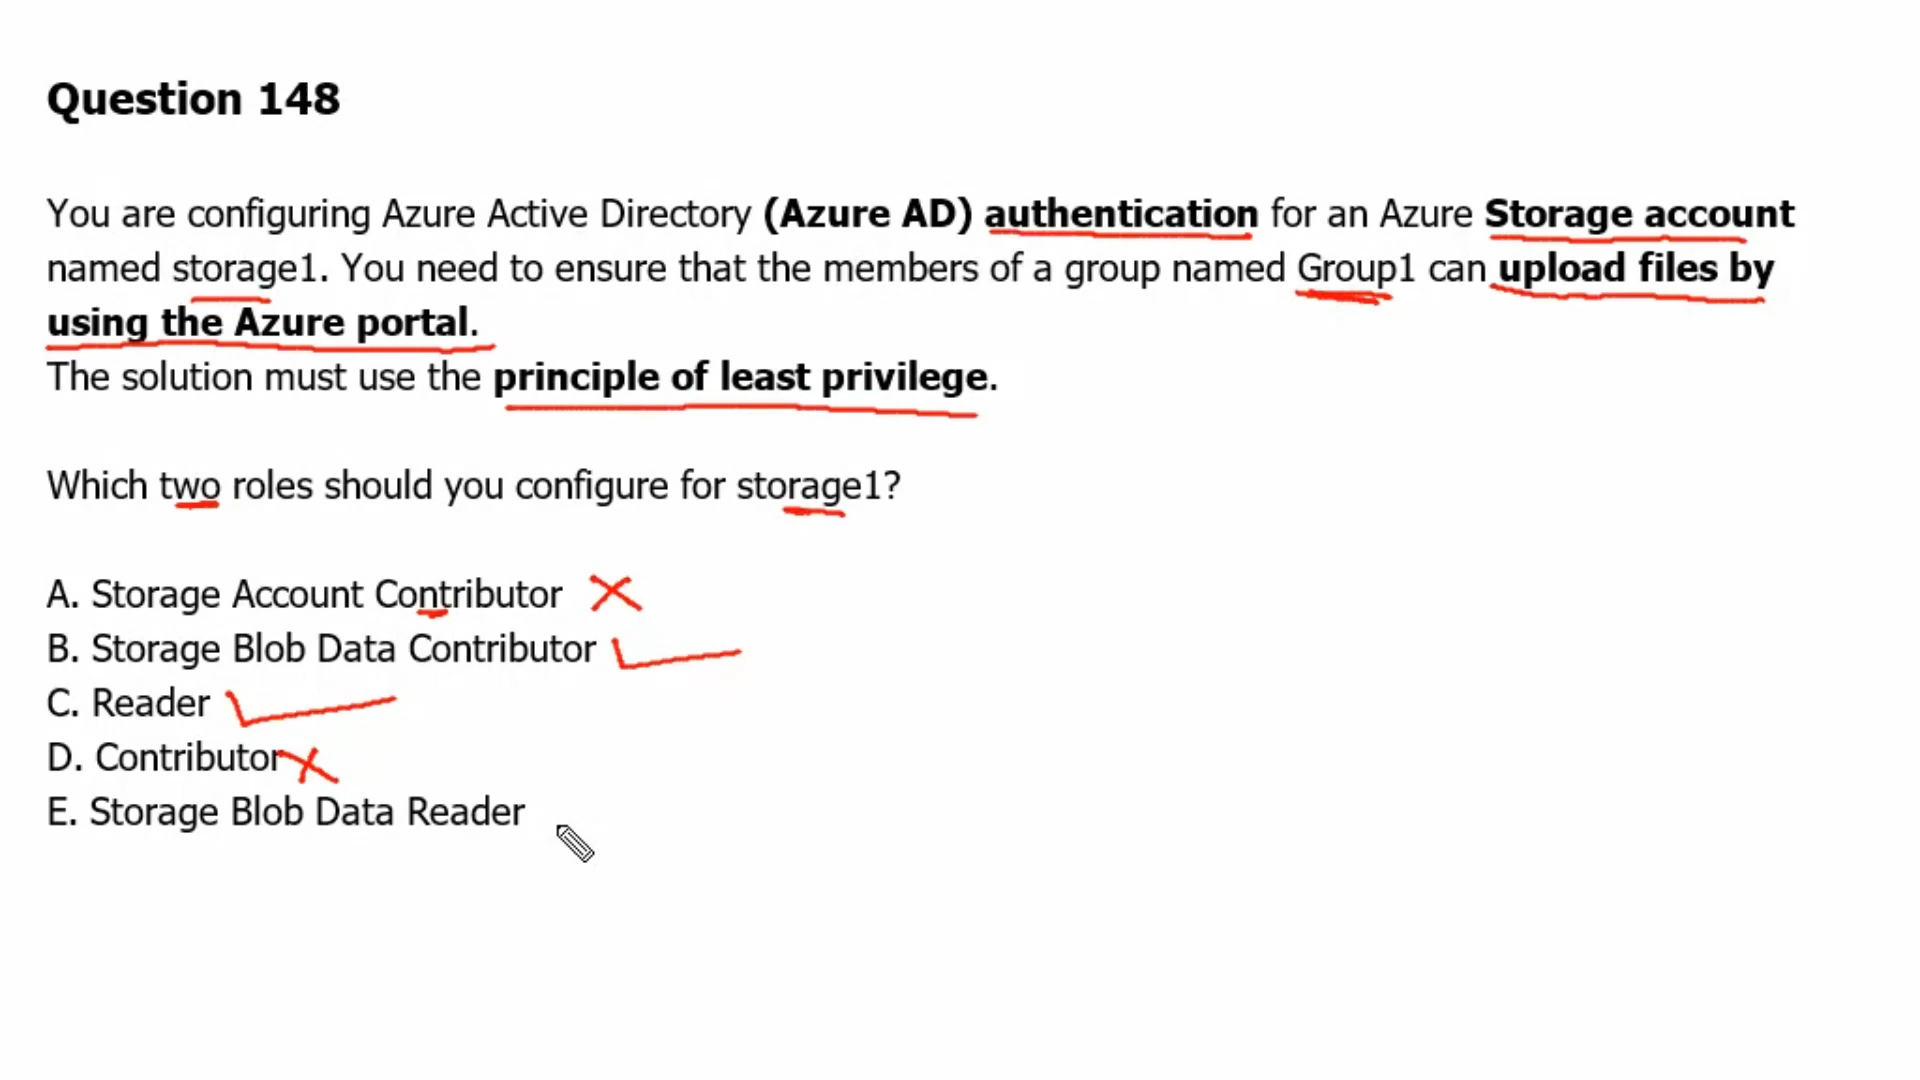 Question 148
You are configuring Azure Active Directory (Azure AD) authentication for an Azure Storage account
named storage1. You need to ensure that the members of a group named Group1 can upload files by
using the Azure portal.
The solution must use the principle of least privilege.
Which two roles should you configure for storage1?
A. Storage Account Contributor
B. Storage Blob Data Contributor
C. Reader
D. Contributor
E. Storage Blob Data Reader